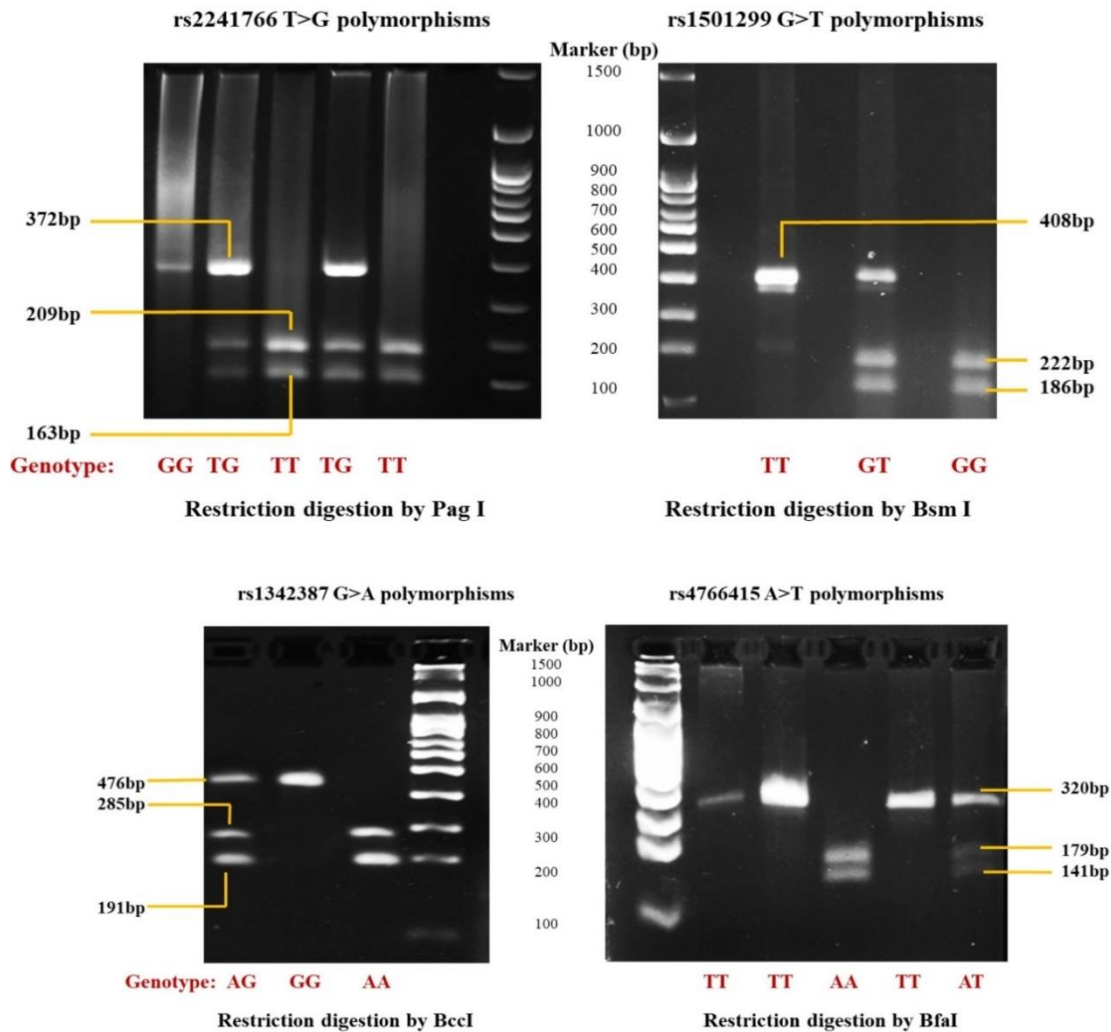 rs2241766 T>G polymorphisms
rs1501299 G>T polymorphisms
Marker (bp)
1500
1000
900
800
700
600
500
400
300
200
100
372bp
209bp
163bp
408bp
222bp
186bp
Genotype: GG TG TT TG TT
TT GT GG
Restriction digestion by Pag I
Restriction digestion by Bsm I
rs1342387 G>A polymorphisms
rs4766415 A>T polymorphisms
Marker (bp)
1500
1000
900
800
700
600
500
400
300
200
100
476bp
285bp
191bp
320bp
179bp
141bp
Genotype: AG GG AA
TT TT AA TT AT
Restriction digestion by BccI
Restriction digestion by BfaI